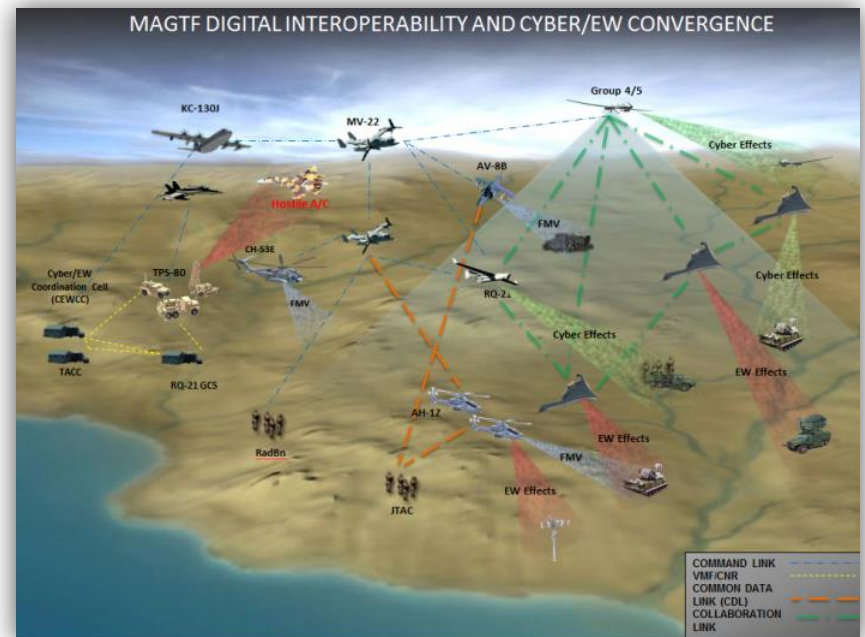 MAGTF DIGITAL INTEROPERABILITY AND CYBER/EW CONVERGENCE
Group 4/5
KC-130J
MV-22
Cyber Effects
AV-8B
Hostile A/C
FMV
CH-53E
Cyber/EW
Coordination Cell
(CEWCC)
TPS-80
RQ-21
Cyber Effects
FMV
Cyber Effects
TACC
RQ-21 GCS
EW Effects
AH-1Z
RadBn
EW Effects
FMV
EW Effects
JTAC
COMMAND LINK
VMF/CNR
COMMON DATA
LINK (CDL)
COLLABORATION
LINK